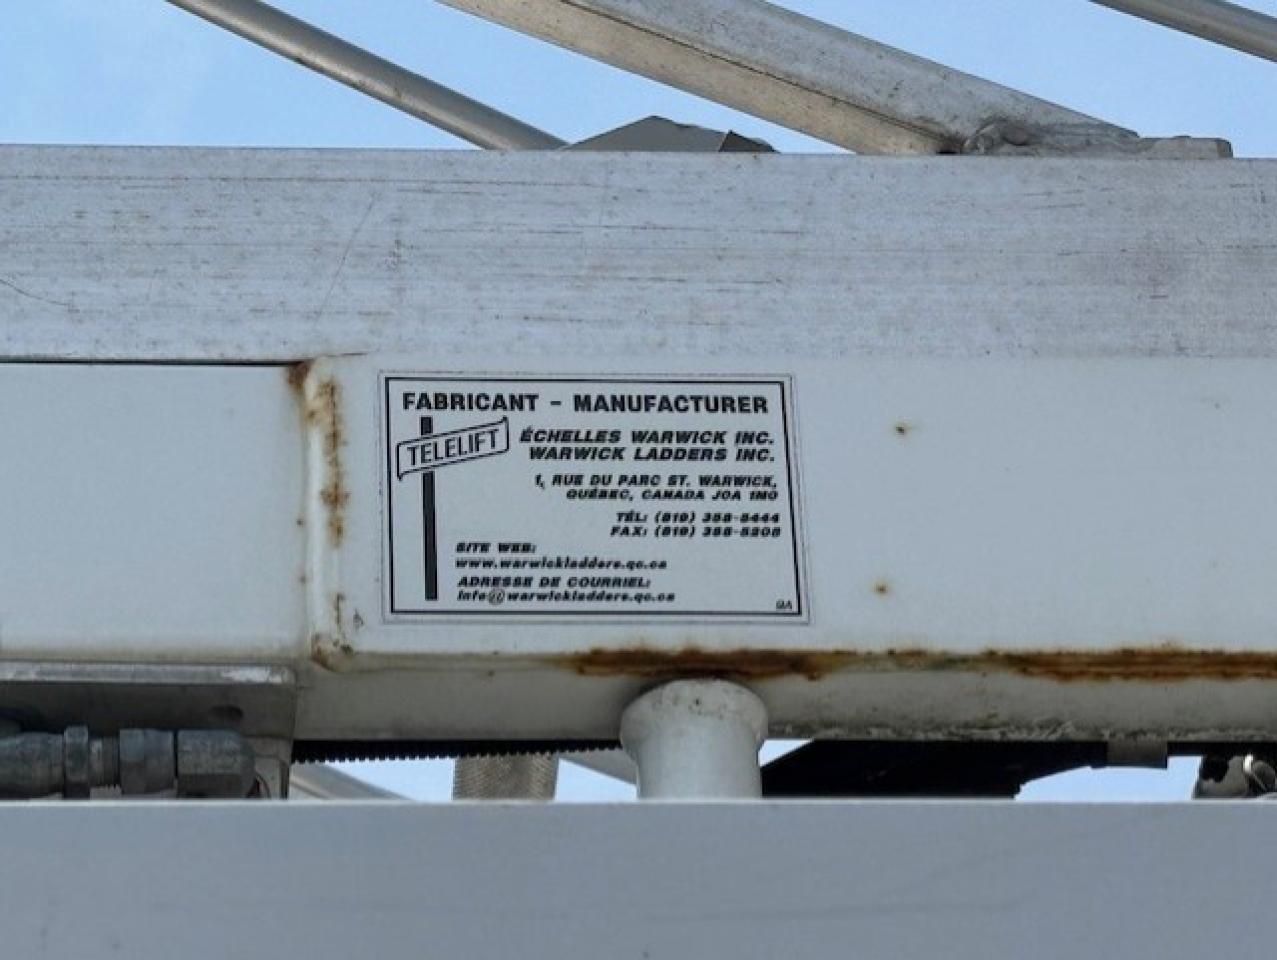 FABRICANT - MANUFACTURER
TELELIFT
ÉCHELLES WARWICK INC.
WARWICK LADDERS INC.
1, RUE DU PARC ST. WARWICK,
QUÉBEC, CANADA J0A 1M0
TÉL: (819) 358-5444
FAX: (819) 358-5208
SITE WEB:
www.warwickladders.qc.ca
ADRESSE DE COURRIEL:
info@warwickladders.qc.ca